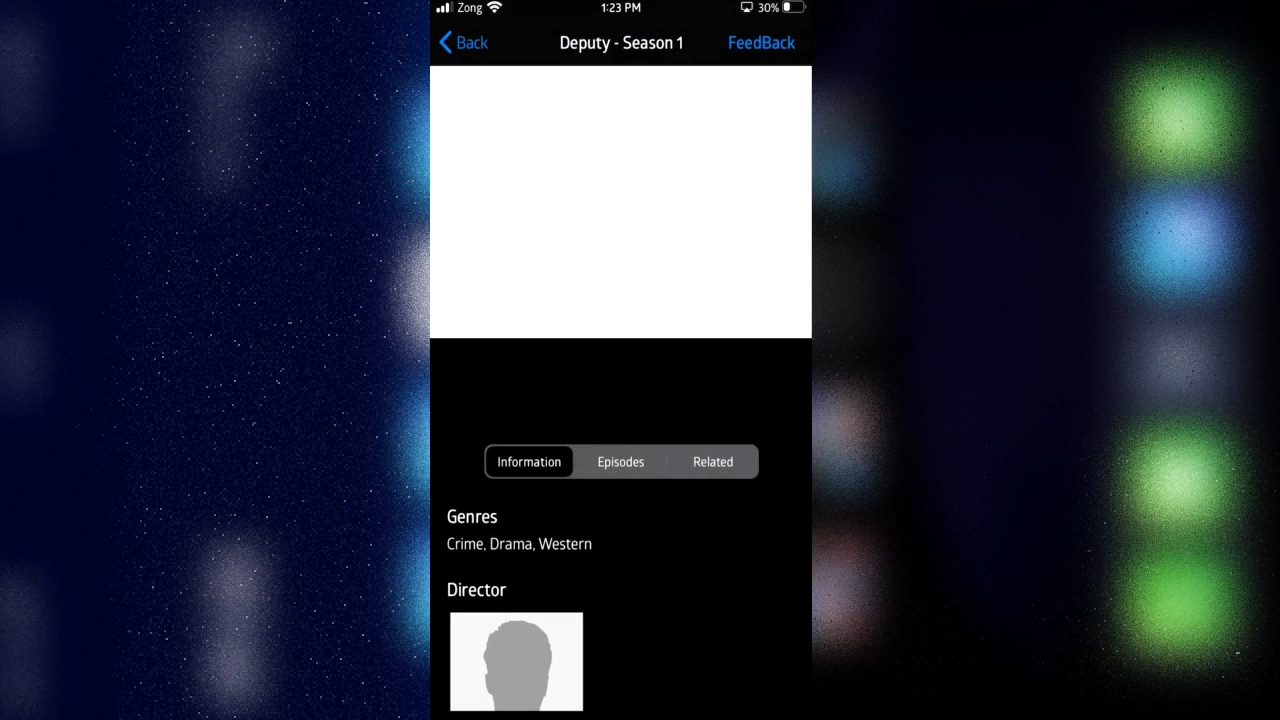 Zong 1:23 PM 30%
Back Deputy - Season 1 FeedBack
Information Episodes Related
Genres
Crime, Drama, Western
Director